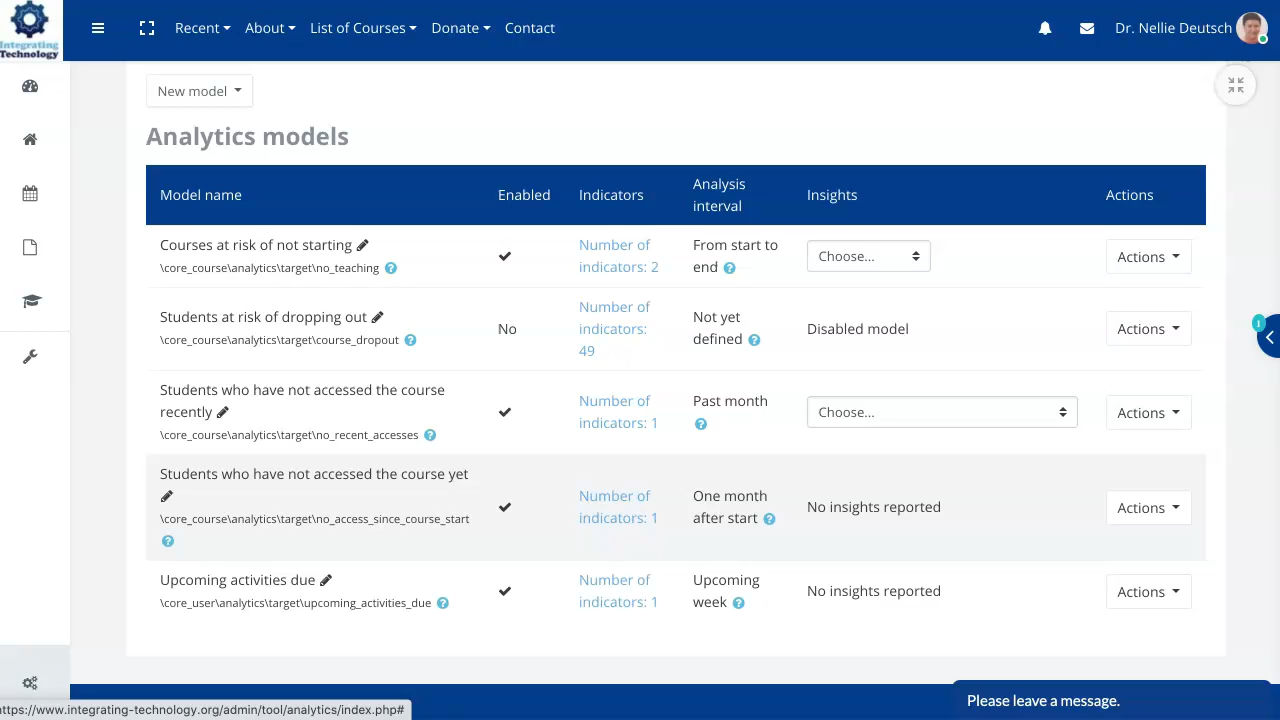 Integrating
Technology
Recent
About
List of Courses
Donate
Contact
Dr. Nellie Deutsch
New model
Analytics models
Model name
Enabled
Indicators
Analysis
interval
Insights
Actions
Courses at risk of not starting
\core_course\analytics\target\no_teaching
Number of
indicators: 2
From start to
end
Choose...
Actions
Students at risk of dropping out
\core_course\analytics\target\course_dropout
No
Number of
indicators:
49
Not yet
defined
Disabled model
Actions
Students who have not accessed the course
recently
\core_course\analytics\target\no_recent_accesses
Number of
indicators: 1
Past month
Choose...
Actions
Students who have not accessed the course yet
\core_course\analytics\target\no_access_since_course_start
Number of
indicators: 1
One month
after start
No insights reported
Actions
Upcoming activities due
\core_user\analytics\target\upcoming_activities_due
Number of
indicators: 1
Upcoming
week
No insights reported
Actions
1
Please leave a message.
https://www.integrating-technology.org/admin/tool/analytics/index.php#